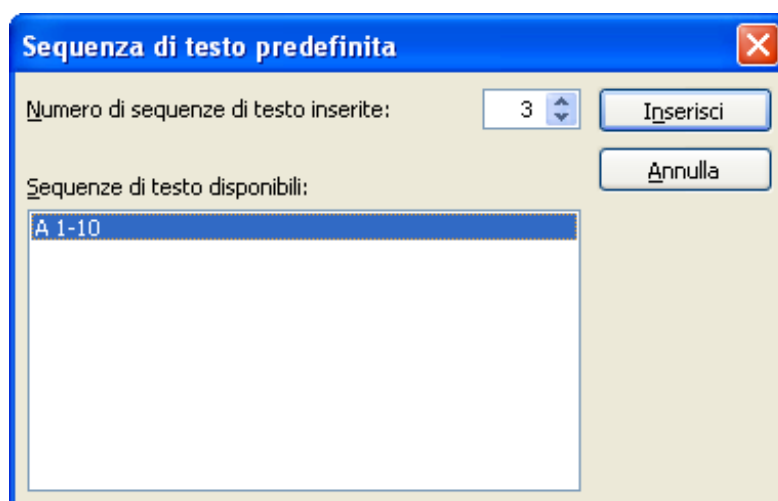 Sequenza di testo predefinita
Numero di sequenze di testo inserite: 3 Inserisci
Annulla
Sequenze di testo disponibili:
A 1-10